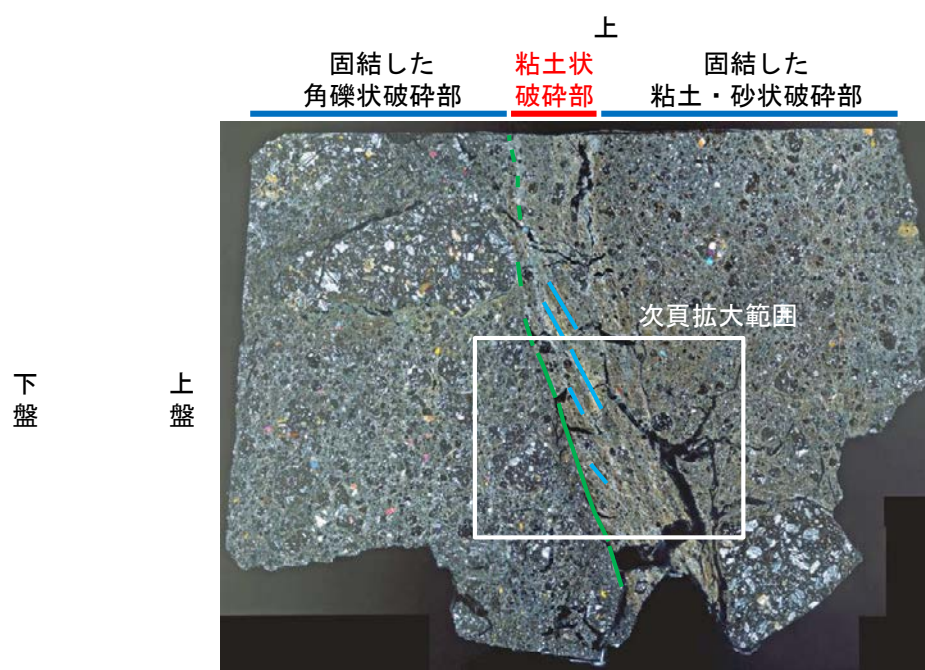 上
固結した
角礫状破砕部
粘土状
破砕部
固結した
粘土・砂状破砕部
次頁拡大範囲
下
盤
上
盤